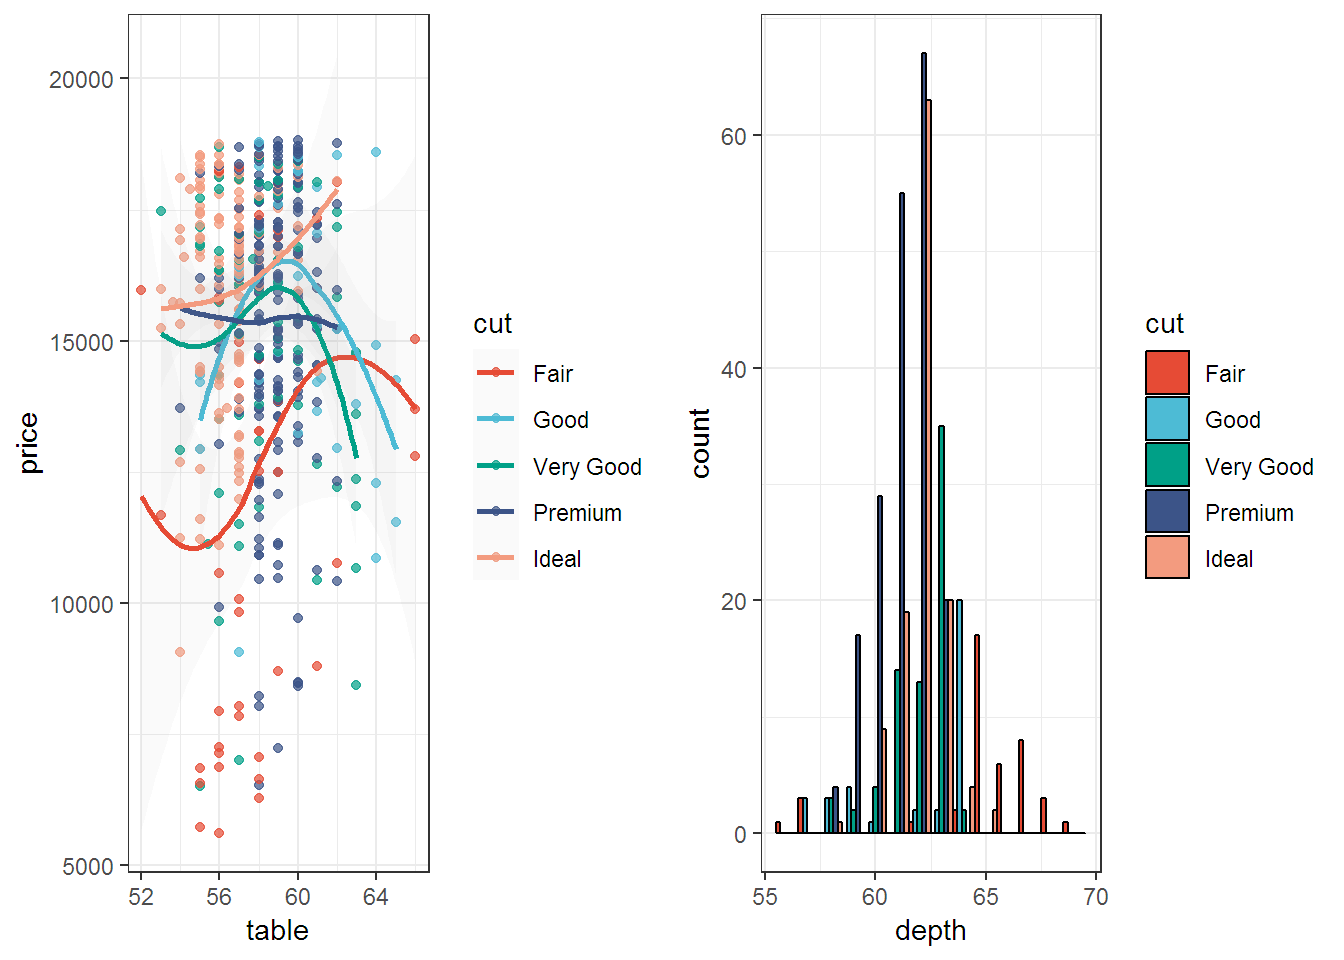 20000
15000
10000
5000
price
52 56 60 64
table
cut
Fair
Good
Very Good
Premium
Ideal
60
40
20
0
count
55 60 65 70
depth
cut
Fair
Good
Very Good
Premium
Ideal